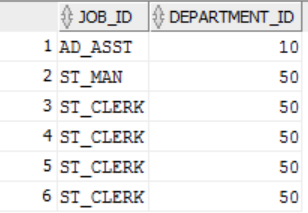 JOB_ID DEPARTMENT_ID
1 AD_ASST 10
2 ST_MAN 50
3 ST_CLERK 50
4 ST_CLERK 50
5 ST_CLERK 50
6 ST_CLERK 50